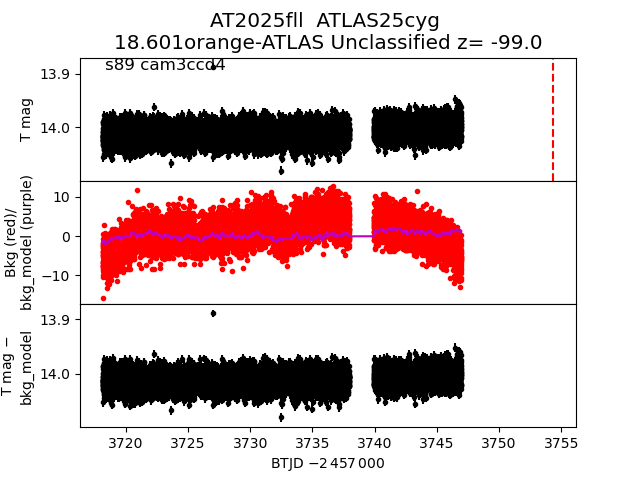 AT2025fll  ATLAS25cyg
18.601orange-ATLAS Unclassified z= -99.0
s89 cam3ccd4
13.9
14.0
T mag
10
0
−10
Bkg (red)/
bkg_model (purple)
13.9
14.0
T mag −
bkg_model
3720 3725 3730 3735 3740 3745 3750 3755
BTJD −2 457 000